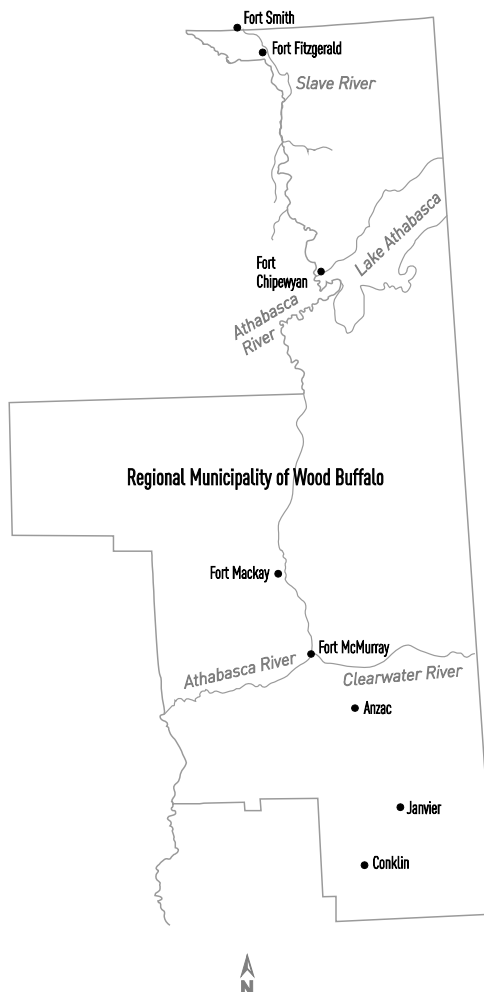 Fort Smith
Fort Fitzgerald
Slave River
Lake Athabasca
Fort
Chipewyan
Athabasca
River
Regional Municipality of Wood Buffalo
Fort Mackay
Fort McMurray
Athabasca River
Clearwater River
Anzac
Janvier
Conklin
N